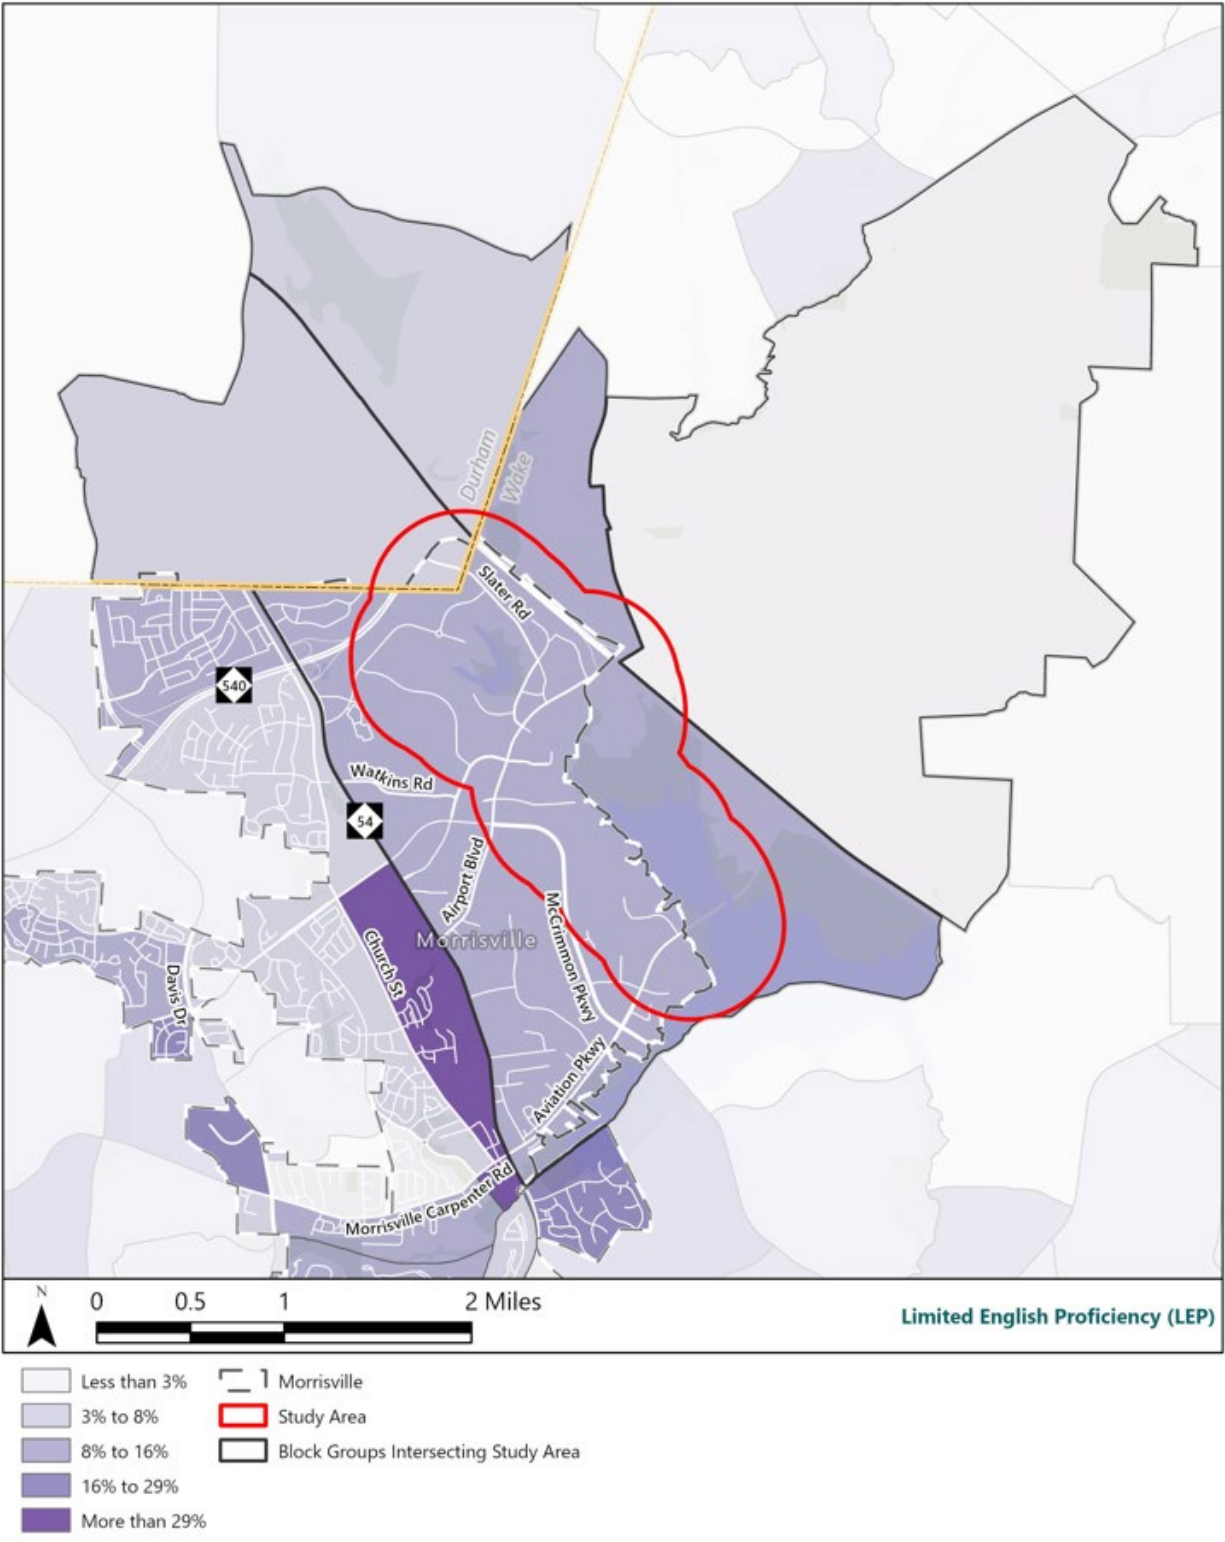 Durham
Wake
Slater Rd
540
Watkins Rd
54
Airport Blvd
McCrimmon Pkwy
Morrisville
Church St
Davis Dr
Aviation Pkwy
Morrisville Carpenter Rd
N
0 0.5 1 2 Miles
Limited English Proficiency (LEP)
Less than 3%
Morrisville
3% to 8%
Study Area
8% to 16%
Block Groups Intersecting Study Area
16% to 29%
More than 29%